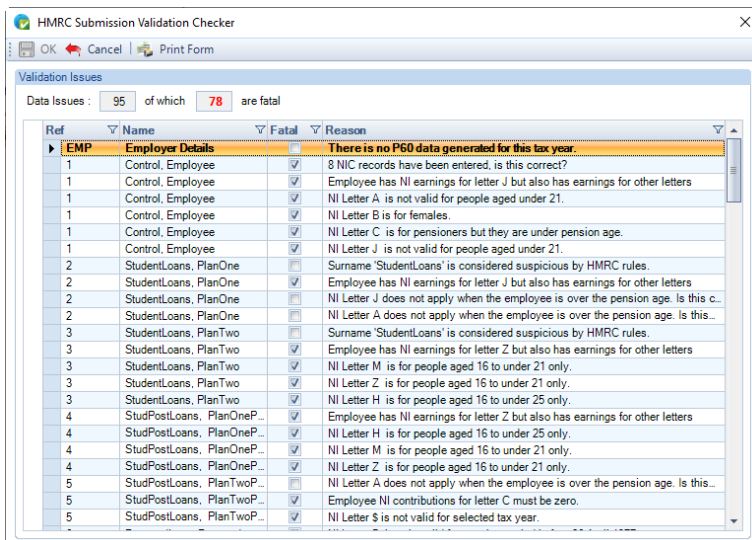 HMRC Submission Validation Checker
OK Cancel Print Form
Validation Issues
Data Issues : 95 of which 78 are fatal
Ref Name Fatal Reason
EMP Employer Details There is no P60 data generated for this tax year.
1 Control, Employee 8 NIC records have been entered, is this correct?
1 Control, Employee Employee has NI earnings for letter J but also has earnings for other letters
1 Control, Employee NI Letter A is not valid for people aged under 21.
1 Control, Employee NI Letter B is for females.
1 Control, Employee NI Letter C is for pensioners but they are under pension age.
1 Control, Employee NI Letter J is not valid for people aged under 21.
2 StudentLoans, PlanOne Surname 'StudentLoans' is considered suspicious by HMRC rules.
2 StudentLoans, PlanOne Employee has NI earnings for letter J but also has earnings for other letters
2 StudentLoans, PlanOne NI Letter J does not apply when the employee is over the pension age. Is this c...
2 StudentLoans, PlanOne NI Letter A does not apply when the employee is over the pension age. Is this...
3 StudentLoans, PlanTwo Surname 'StudentLoans' is considered suspicious by HMRC rules.
3 StudentLoans, PlanTwo Employee has NI earnings for letter Z but also has earnings for other letters
3 StudentLoans, PlanTwo NI Letter M is for people aged 16 to under 21 only.
3 StudentLoans, PlanTwo NI Letter Z is for people aged 16 to under 21 only.
3 StudentLoans, PlanTwo NI Letter H is for people aged 16 to under 25 only.
4 StudPostLoans, PlanOneP... Employee has NI earnings for letter Z but also has earnings for other letters
4 StudPostLoans, PlanOneP... NI Letter H is for people aged 16 to under 25 only.
4 StudPostLoans, PlanOneP... NI Letter M is for people aged 16 to under 21 only.
4 StudPostLoans, PlanOneP... NI Letter Z is for people aged 16 to under 21 only.
5 StudPostLoans, PlanTwoP... NI Letter A does not apply when the employee is over the pension age. Is this...
5 StudPostLoans, PlanTwoP... Employee NI contributions for letter C must be zero.
5 StudPostLoans, PlanTwoP... NI Letter $ is not valid for selected tax year.